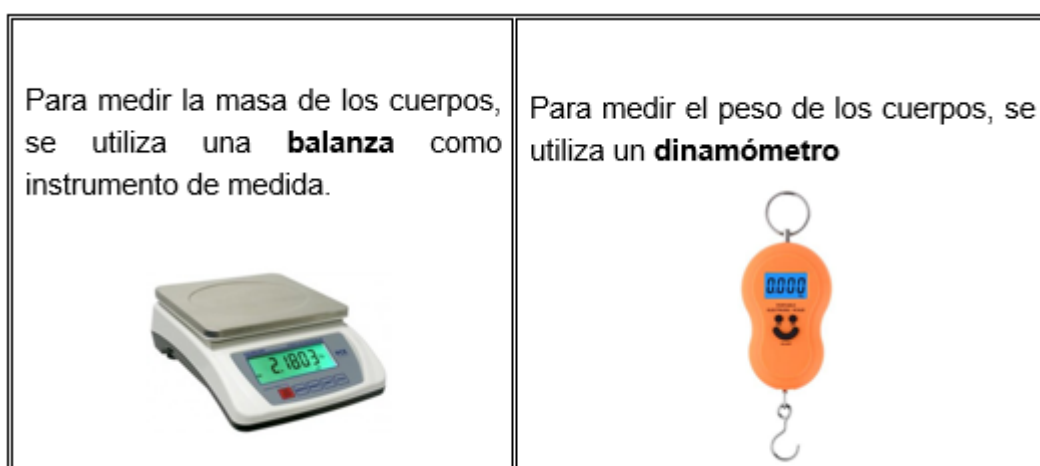 Para medir la masa de los cuerpos,
se utiliza una balanza como
instrumento de medida.
2.1803
Para medir el peso de los cuerpos, se
utiliza un dinamómetro
0.000